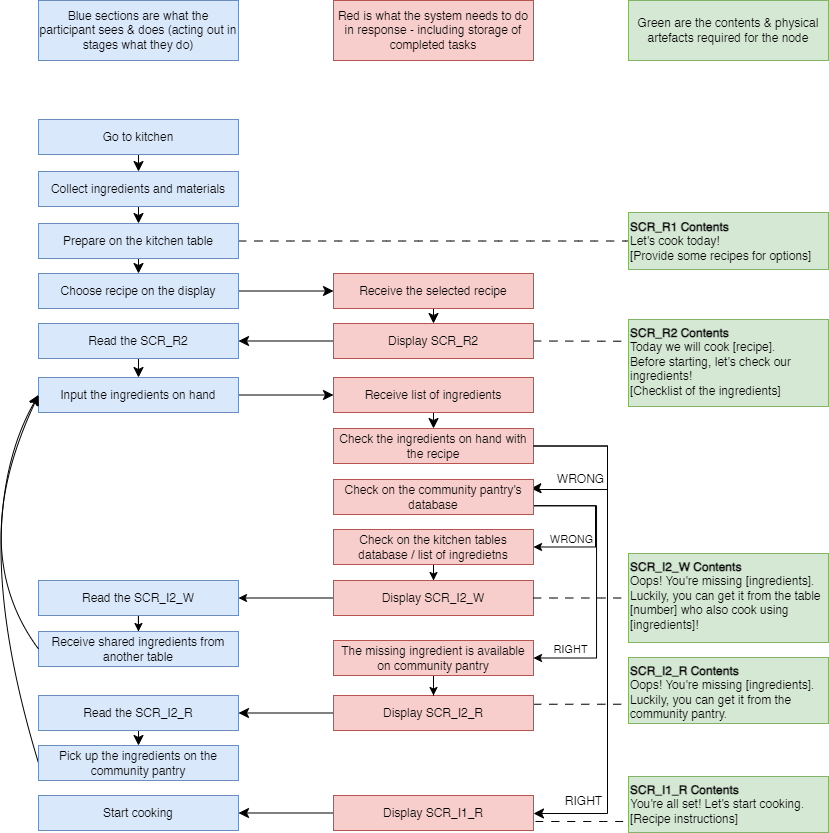 Blue sections are what the
participant sees & does (acting out in
stages what they do)
Red is what the system needs to do
in response - including storage of
completed tasks
Green are the contents & physical
artefacts required for the node
Go to kitchen
Collect ingredients and materials
Prepare on the kitchen table
SCR_R1 Contents
Let's cook today!
[Provide some recipes for options]
Choose recipe on the display
Receive the selected recipe
Read the SCR_R2
Display SCR_R2
SCR_R2 Contents
Today we will cook [recipe].
Before starting, let's check our
ingredients!
[Checklist of the ingredients]
Input the ingredients on hand
Receive list of ingredients
Check the ingredients on hand with
the recipe
WRONG
Check on the community pantry's
database
WRONG
Check on the kitchen tables
database / list of ingredietns
Read the SCR_I2_W
Display SCR_I2_W
SCR_I2_W Contents
Oops! You're missing [ingredients].
Luckily, you can get it from the table
[number] who also cook using
[ingredients]!
Receive shared ingredients from
another table
RIGHT
The missing ingredient is available
on community pantry
Read the SCR_I2_R
Display SCR_I2_R
SCR_I2_R Contents
Oops! You're missing [ingredients].
Luckily, you can get it from the
community pantry.
Pick up the ingredients on the
community pantry
RIGHT
Start cooking
Display SCR_I1_R
SCR_I1_R Contents
You're all set! Let's start cooking.
[Recipe instructions]